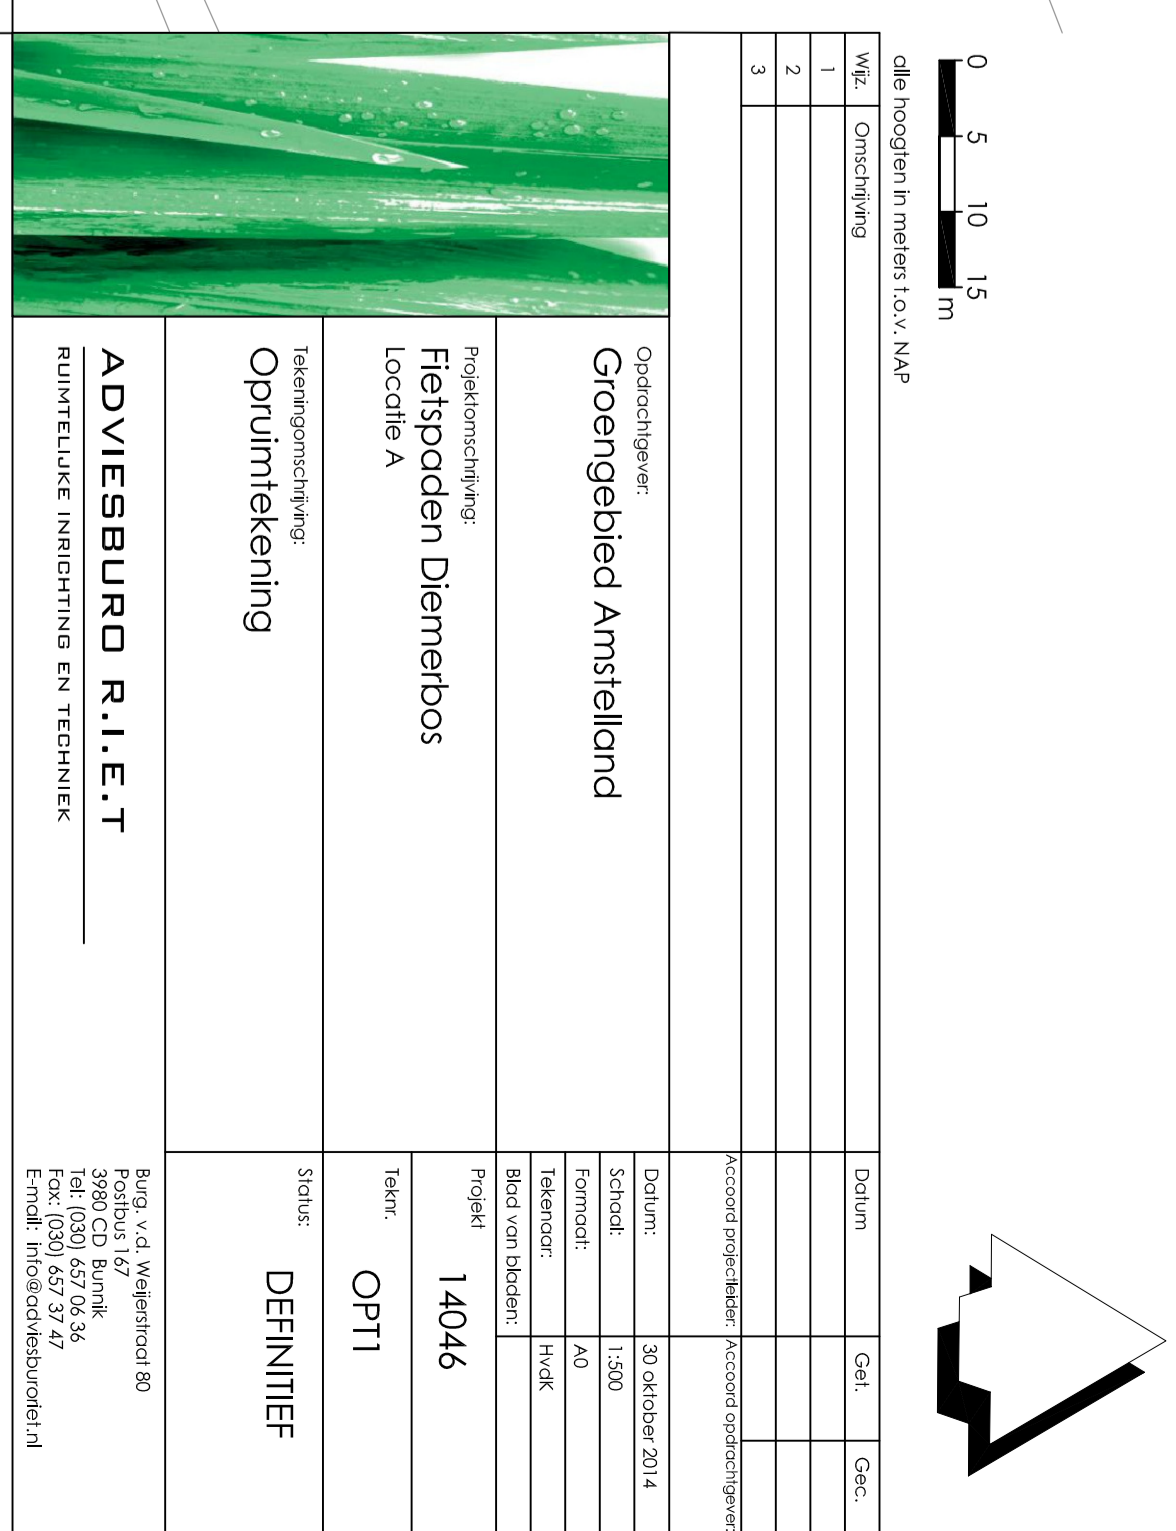 0 5 10 15 m
alle hoogten in meters t.o.v. NAP
Wijz. Omschrijving Datum Get. Gec.
1
2
3
Accoord projectleider: Accoord opdrachtgever:
Opdrachtgever:
Groengebied Amstelland
Datum: 30 oktober 2014
Schaal: 1:500
Formaat: A0
Tekenaar: HvdK
Blad van bladen:
Projektomschrijving:
Fietspaden Diemerbos
Locatie A
Projekt 14046
Teknr. OPT1
Tekeningomschrijving:
Opruimtekening
Status: DEFINITIEF
ADVIESBURO R.I.E.T
RUIMTELIJKE INRICHTING EN TECHNIEK
Burg. v.d. Weijerstraat 80
Postbus 167
3980 CD Bunnik
Tel: (030) 657 06 36
Fax: (030) 657 37 47
E-mail: info@adviesburoriet.nl